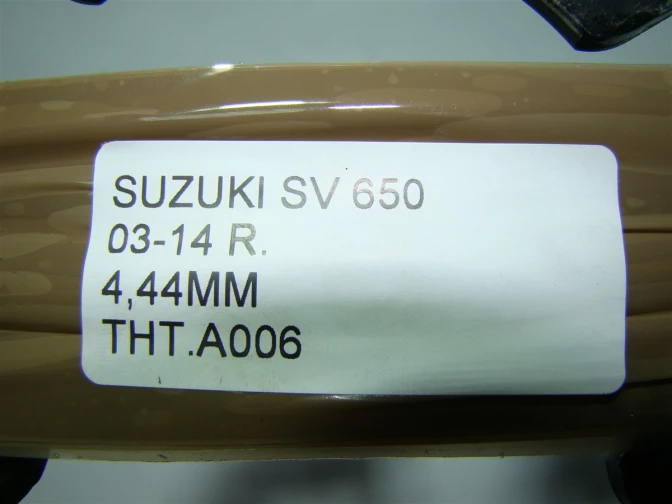 SUZUKI SV 650
03-14 R.
4,44MM
THT.A006